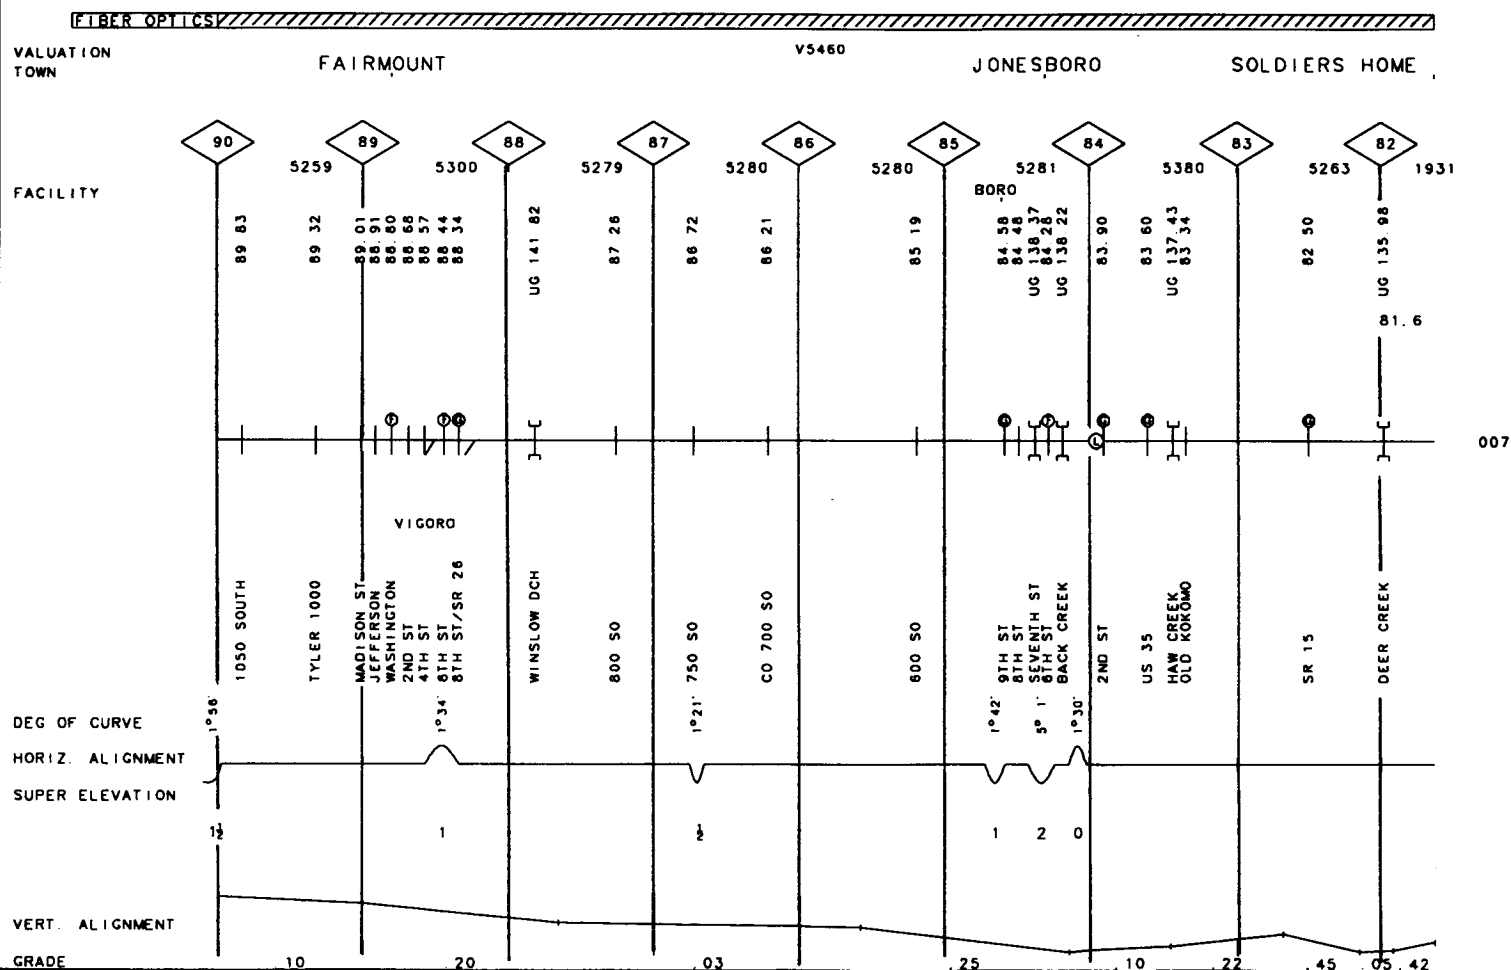 FIBER OPTICS
VALUATION V5460
TOWN FAIRMOUNT JONESBORO SOLDIERS HOME
90 89 88 87 86 85 84 83 82
5259 5300 5279 5280 5280 5281 5380 5263 1931
FACILITY BORO
89 83
89 32
89.01
88.91
88.80
88.68
88 57
88 44
88 34
UG 141 82
87 26
86 72
86.21
85 19
84 58
84 48
UG 138 37
84 28
UG 138.22
83.90
83 60
UG 137.43
83 34
82 50
UG 135.98
81.6
F F G G F G G G
L
007
VIGORO
1050 SOUTH
TYLER 1000
MADISON ST
JEFFERSON
WASHINGTON
2ND ST
4TH ST
6TH ST
8TH ST/SR 26
WINSLOW DCH
800 SO
750 SO
CO 700 SO
600 SO
9TH ST
8TH ST
SEVENTH ST
6TH ST
BACK CREEK
2ND ST
US 35
HAW CREEK
OLD KOKOMO
SR 15
DEER CREEK
DEG OF CURVE 1°56' 1°34' 1°21' 1°42' 5° 1' 1°30'
HORIZ. ALIGNMENT
SUPER ELEVATION
1½ 1 ½ 1 2 0
VERT. ALIGNMENT
GRADE .10 .20 .03 .25 .10 .22 .45 .05 .42